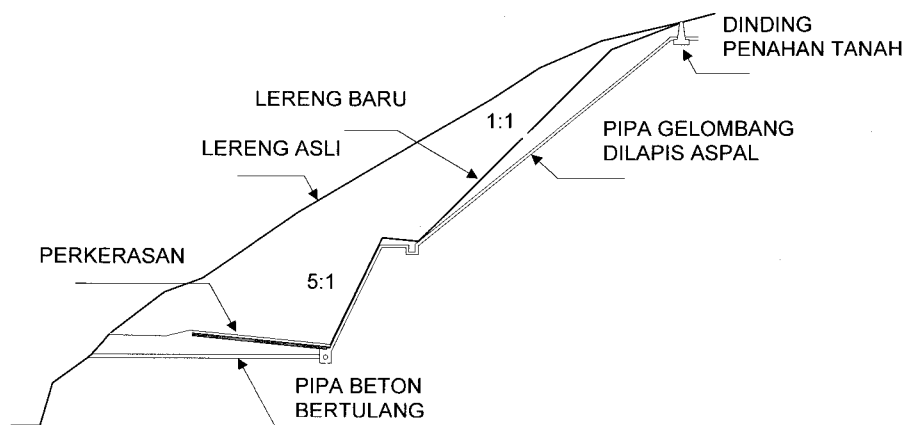 DINDING
PENAHAN TANAH
LERENG BARU
1:1
LERENG ASLI
PIPA GELOMBANG
DILAPIS ASPAL
PERKERASAN
5:1
PIPA BETON
BERTULANG